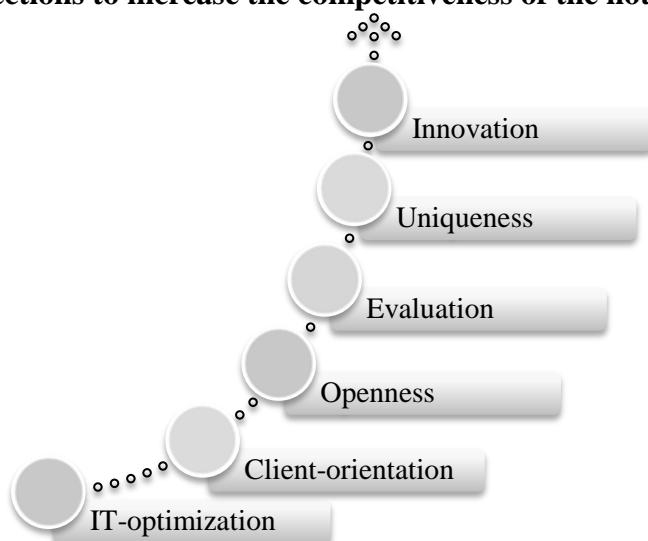 to increase the competitiveness of the
Innovation
Uniqueness
Evaluation
Openness
Client-orientation
IT-optimization